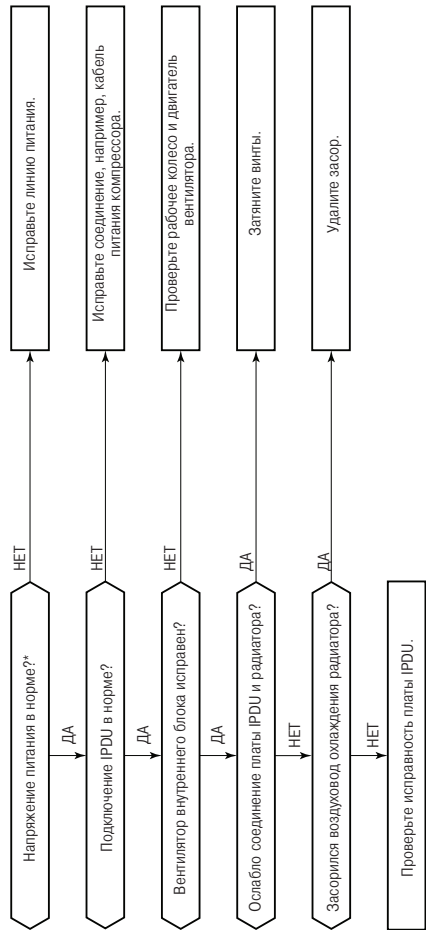 Напряжение питания в норме?*
НЕТ
Исправьте линию питания.
ДА
Подключение IPDU в норме?
НЕТ
Исправьте соединение, например, кабель
питания компрессора.
ДА
Вентилятор внутреннего блока исправен?
НЕТ
Проверьте рабочее колесо и двигатель
вентилятора.
ДА
Ослабло соединение платы IPDU и радиатора?
ДА
Затяните винты.
НЕТ
Засорился воздуховод охлаждения радиатора?
ДА
Удалите засор.
НЕТ
Проверьте исправность платы IPDU.